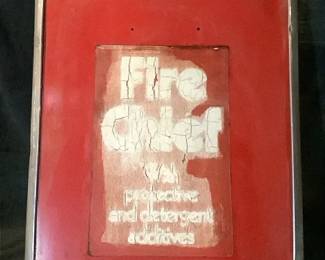 Fire
Chief
With
protective
and detergent
additives